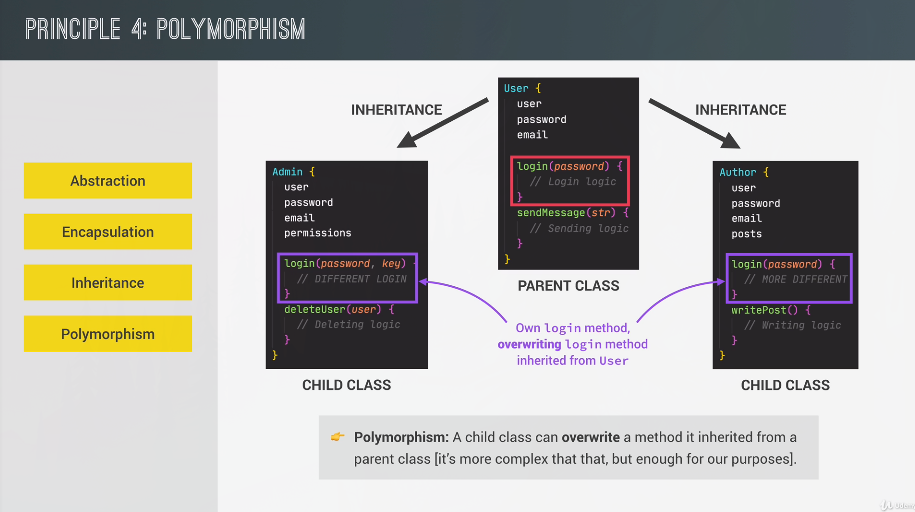 PRINCIPLE 4: POLYMORPHISM
Abstraction
Encapsulation
Inheritance
Polymorphism
INHERITANCE
INHERITANCE
User {
user
password
email
login(password) {
// Login logic
}
sendMessage(str) {
// Sending logic
}
}
PARENT CLASS
Admin {
user
password
email
permissions
login(password, key) {
// DIFFERENT LOGIN
}
deleteUser(user) {
// Deleting logic
}
}
CHILD CLASS
Author {
user
password
email
posts
login(password) {
// MORE DIFFERENT
}
writePost() {
// Writing logic
}
}
CHILD CLASS
Own login method,
overwriting login method
inherited from User
👉 Polymorphism: A child class can overwrite a method it inherited from a
parent class [it's more complex that that, but enough for our purposes].
Udemy